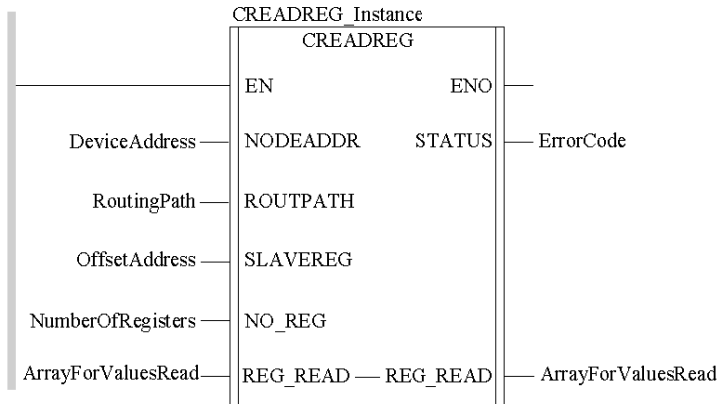 CREADREG_Instance
CREADREG
EN ENO
DeviceAddress NODEADDR STATUS ErrorCode
RoutingPath ROUTPATH
OffsetAddress SLAVEREG
NumberOfRegisters NO_REG
ArrayForValuesRead REG_READ REG_READ ArrayForValuesRead